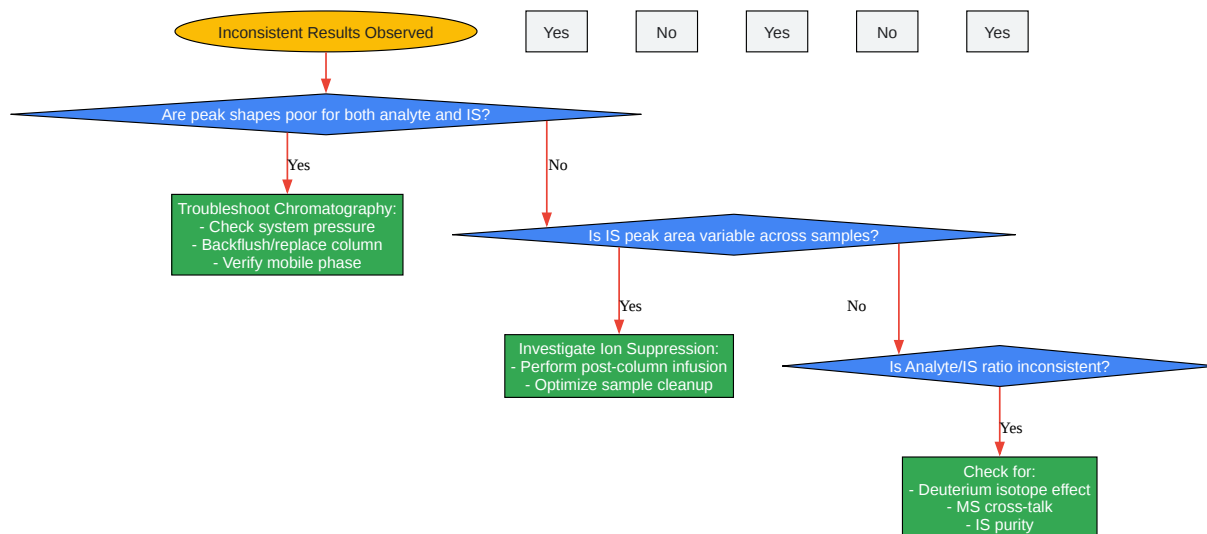 Inconsistent Results Observed
Yes
No
Yes
No
Yes
Are peak shapes poor for both analyte and IS?
Yes
No
Troubleshoot Chromatography:
- Check system pressure
- Backflush/replace column
- Verify mobile phase
Is IS peak area variable across samples?
Yes
No
Investigate Ion Suppression:
- Perform post-column infusion
- Optimize sample cleanup
Is Analyte/IS ratio inconsistent?
Yes
Check for:
- Deuterium isotope effect
- MS cross-talk
- IS purity